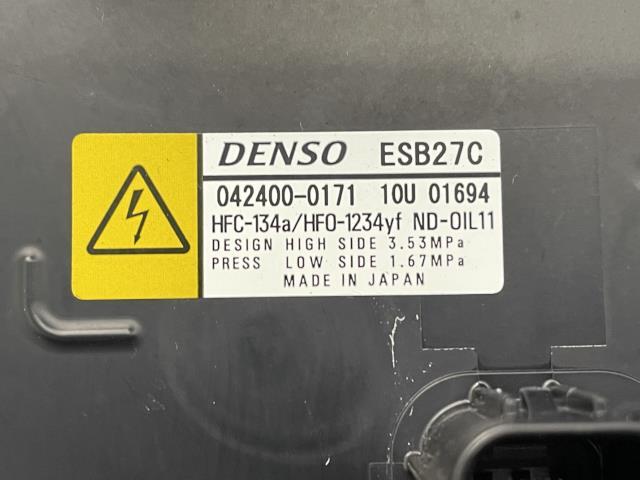 DENSO ESB27C
042400-0171 10U 01694
HFC-134a/HFO-1234yf ND-OIL11
DESIGN HIGH SIDE 3.53MPa
PRESS LOW SIDE 1.67MPa
MADE IN JAPAN